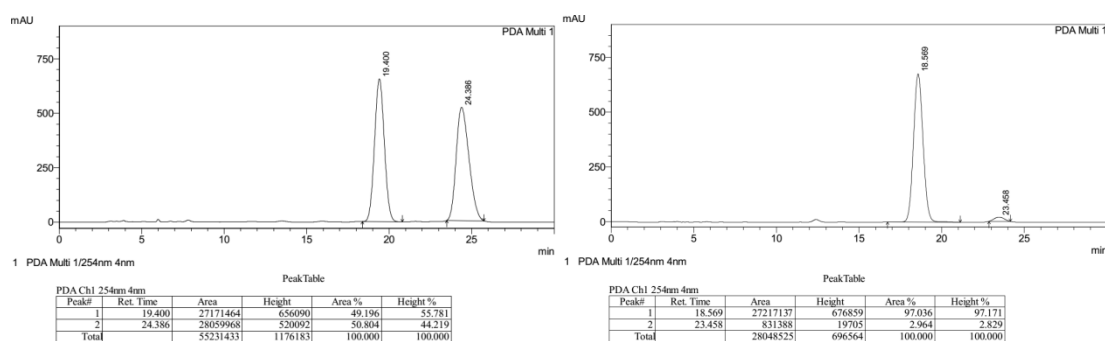 mAU
PDA Multi 1
750
500
250
0
19.400
24.386
0 5 10 15 20 25
min
1 PDA Multi 1/254nm 4nm
PeakTable
PDA Ch1 254nm 4nm
Peak# Ret. Time Area Height Area % Height %
1 19.400 27171464 656090 49.196 55.781
2 24.386 28059968 520092 50.804 44.219
Total 55231433 1176183 100.000 100.000
mAU
PDA Multi 1
750
500
250
0
18.569
23.458
0 5 10 15 20 25
min
1 PDA Multi 1/254nm 4nm
PeakTable
PDA Ch1 254nm 4nm
Peak# Ret. Time Area Height Area % Height %
1 18.569 27217137 676859 97.036 97.171
2 23.458 831388 19705 2.964 2.829
Total 28048525 696564 100.000 100.000